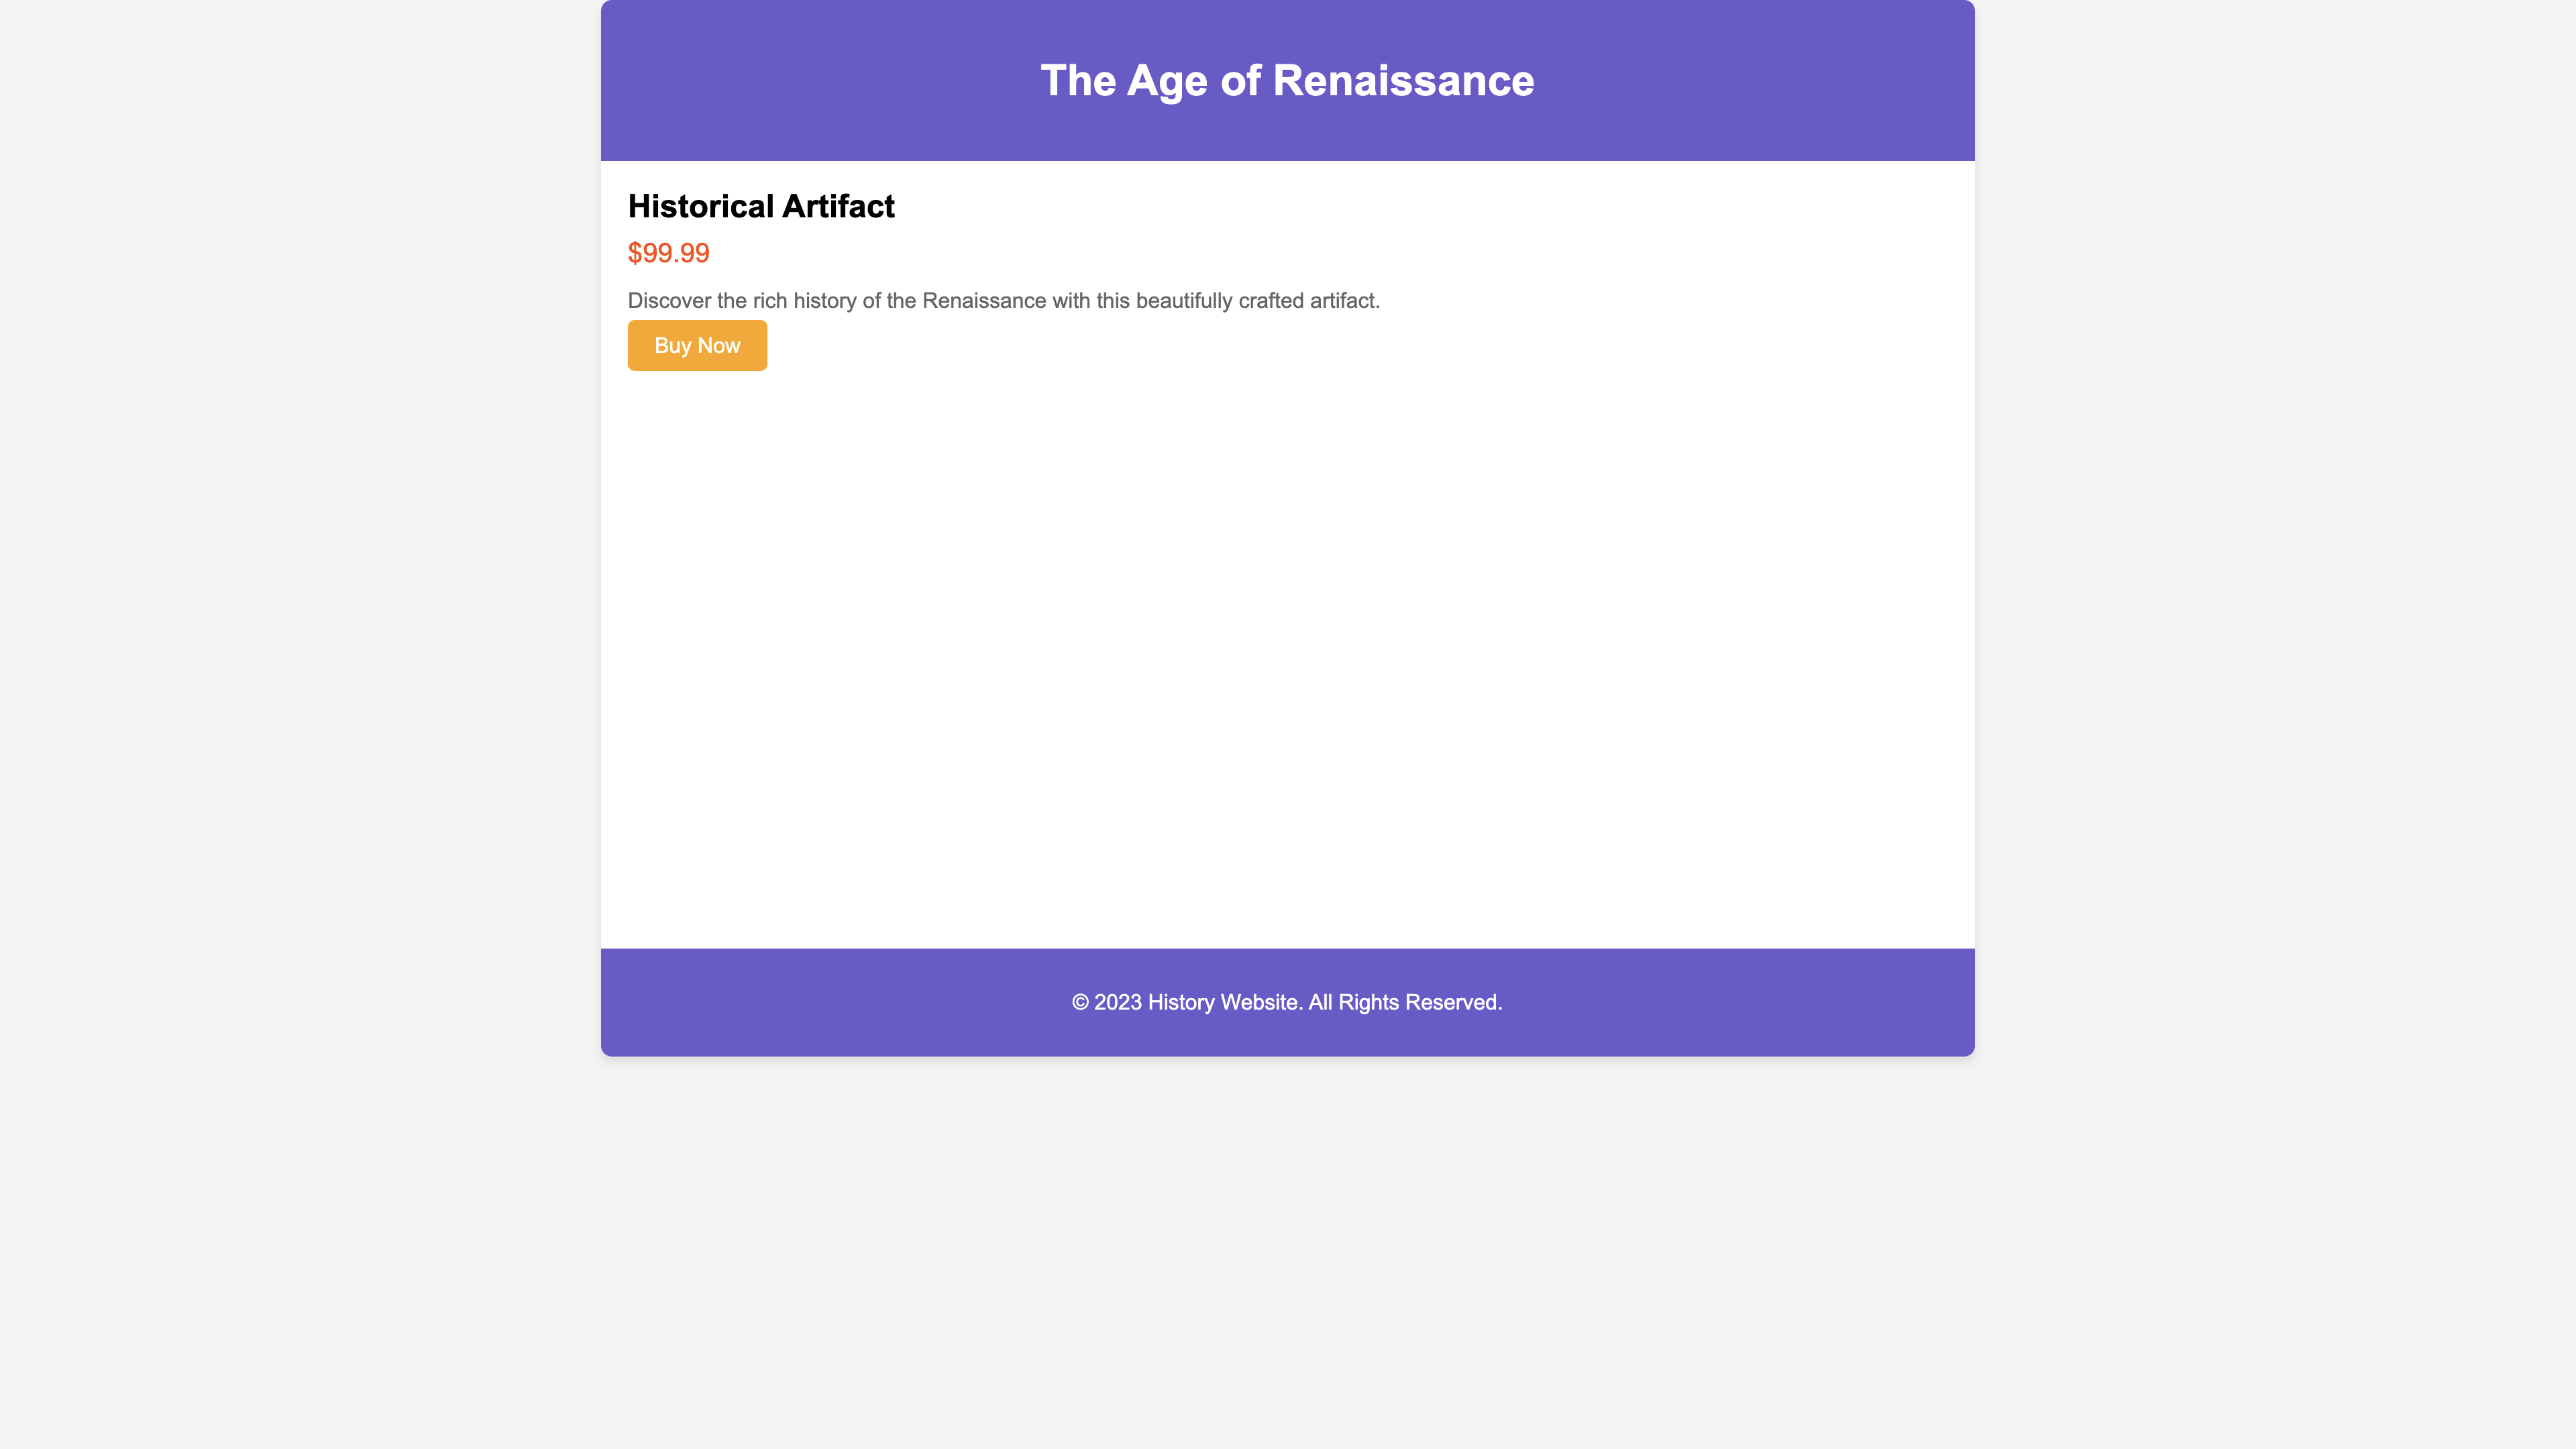 The Age of Renaissance
Historical Artifact
$99.99
Discover the rich history of the Renaissance with this beautifully crafted artifact.
Buy Now
© 2023 History Website. All Rights Reserved.